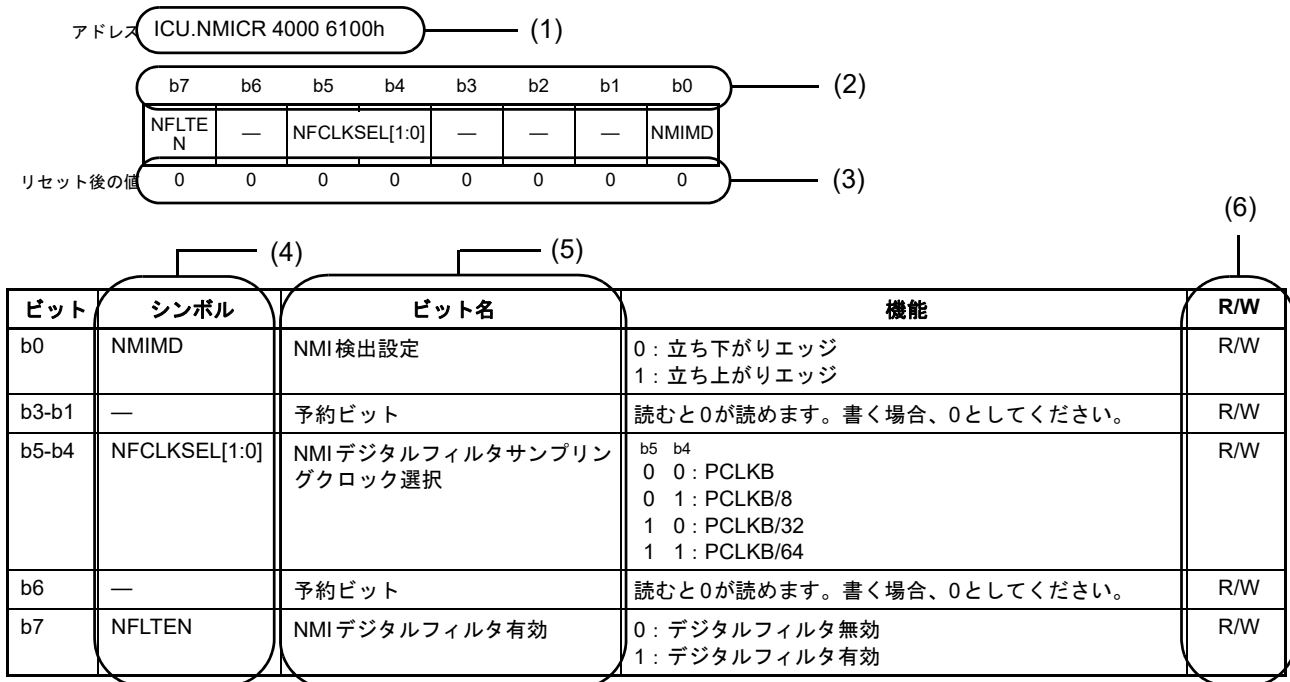 アドレス ICU.NMICR 4000 6100h (1)
b7 b6 b5 b4 b3 b2 b1 b0 (2)
NFLTE
N — NFCLKSEL[1:0] — — — NMIMD
リセット後の値 0 0 0 0 0 0 0 0 (3)
(6)
(4) (5)
ビット シンボル ビット名 機能 R/W
b0 NMIMD NMI検出設定 0：立ち下がりエッジ R/W
1：立ち上がりエッジ
b3-b1 — 予約ビット 読むと0が読めます。書く場合、0としてください。 R/W
b5-b4 NFCLKSEL[1:0] NMIデジタルフィルタサンプリン b5 b4 R/W
グクロック選択 0 0：PCLKB
0 1：PCLKB/8
1 0：PCLKB/32
1 1：PCLKB/64
b6 — 予約ビット 読むと0が読めます。書く場合、0としてください。 R/W
b7 NFLTEN NMIデジタルフィルタ有効 0：デジタルフィルタ無効 R/W
1：デジタルフィルタ有効